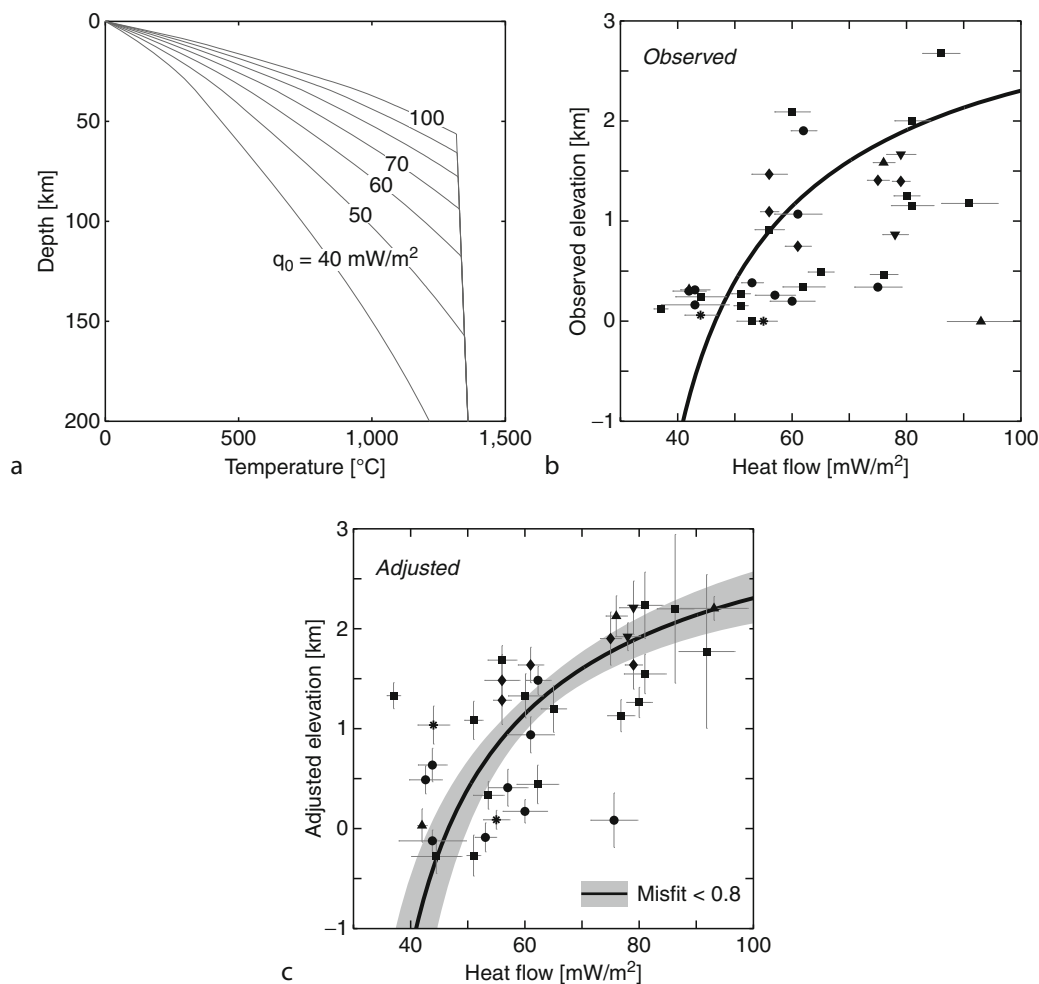 0
50
100
150
200
Depth [km]
100
70
60
50
q0 = 40 mW/m2
0
500
1,000
1,500
Temperature [°C]
a
3
2
1
0
−1
Observed elevation [km]
Observed
40
60
80
100
Heat flow [mW/m2]
b
3
2
1
0
−1
Adjusted elevation [km]
Adjusted
Misfit < 0.8
40
60
80
100
Heat flow [mW/m2]
c